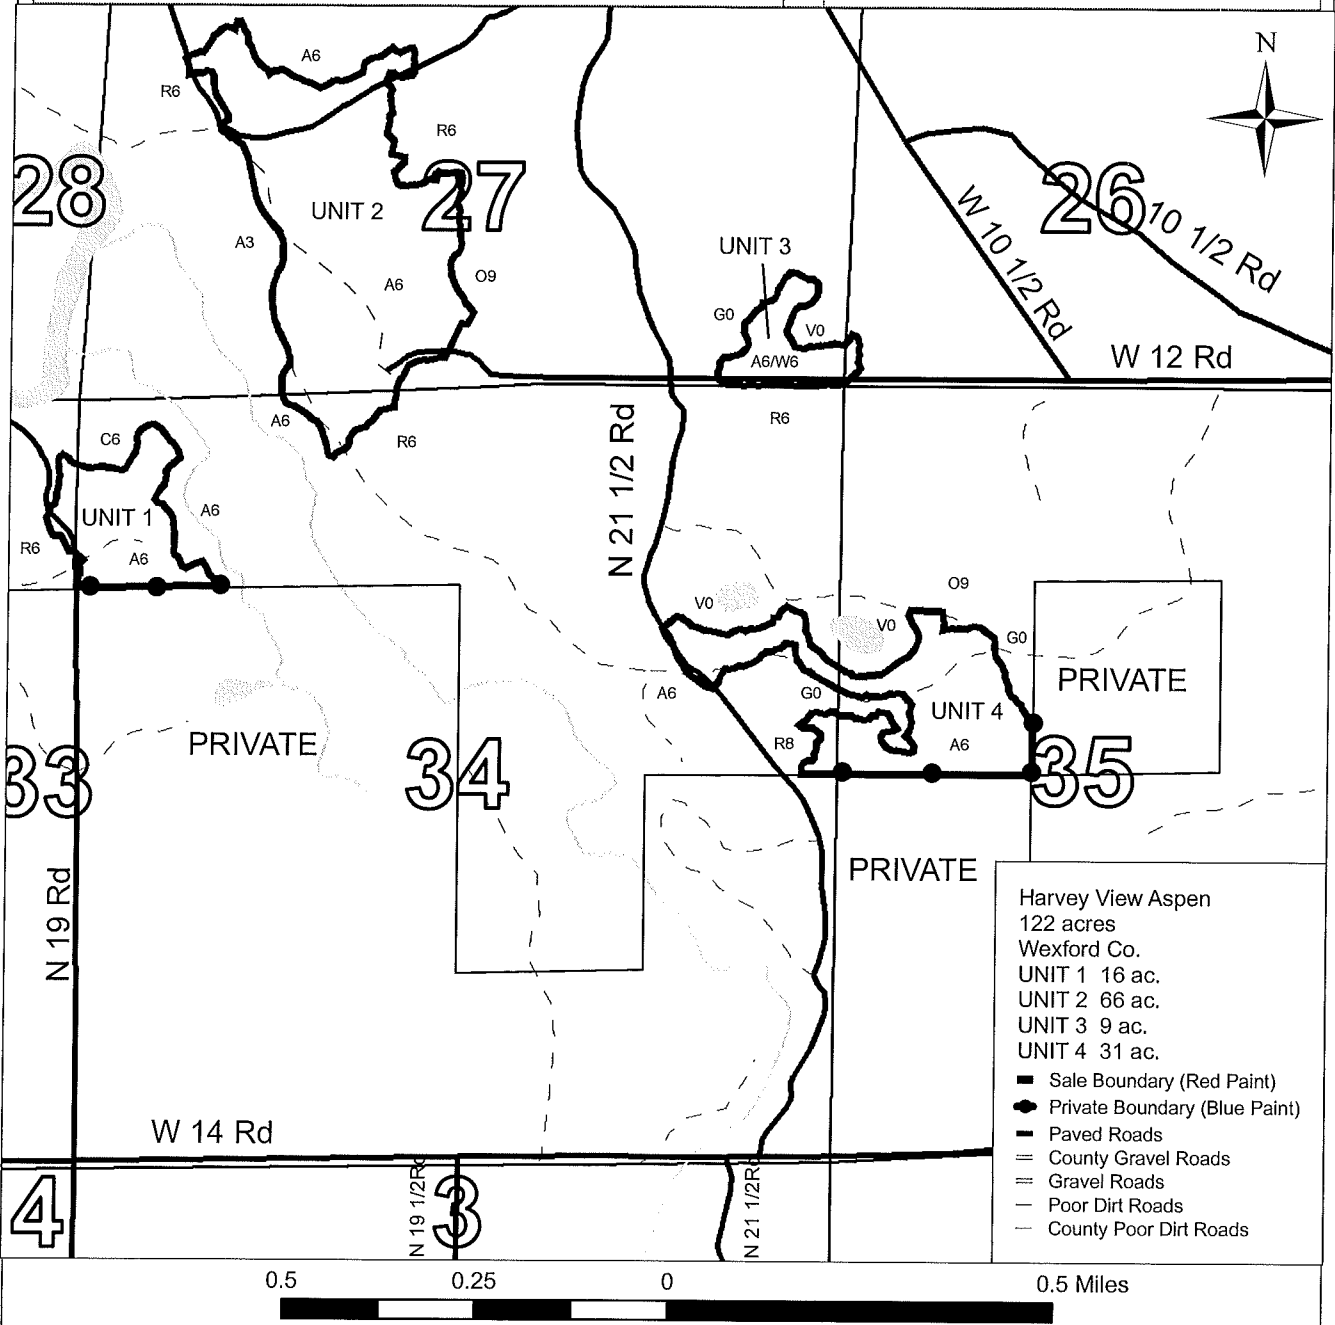 N
A6
R6
R6
28
27
26
10 1/2 Rd
W 10 1/2 Rd
UNIT 2
A3
UNIT 3
O9
A6
G0
V0
A6/W6
W 12 Rd
A6
R6
R6
N 21 1/2 Rd
C6
A6
UNIT 1
R6
A6
O9
V0
V0
G0
A6
G0
PRIVATE
UNIT 4
R8
A6
PRIVATE
33
34
35
PRIVATE
N 19 Rd
Harvey View Aspen
122 acres
Wexford Co.
UNIT 1 16 ac.
UNIT 2 66 ac.
UNIT 3 9 ac.
UNIT 4 31 ac.
Sale Boundary (Red Paint)
Private Boundary (Blue Paint)
Paved Roads
County Gravel Roads
Gravel Roads
Poor Dirt Roads
County Poor Dirt Roads
W 14 Rd
4
N 19 1/2Rd
3
N 21 1/2Rd
0.5 0.25 0 0.5 Miles